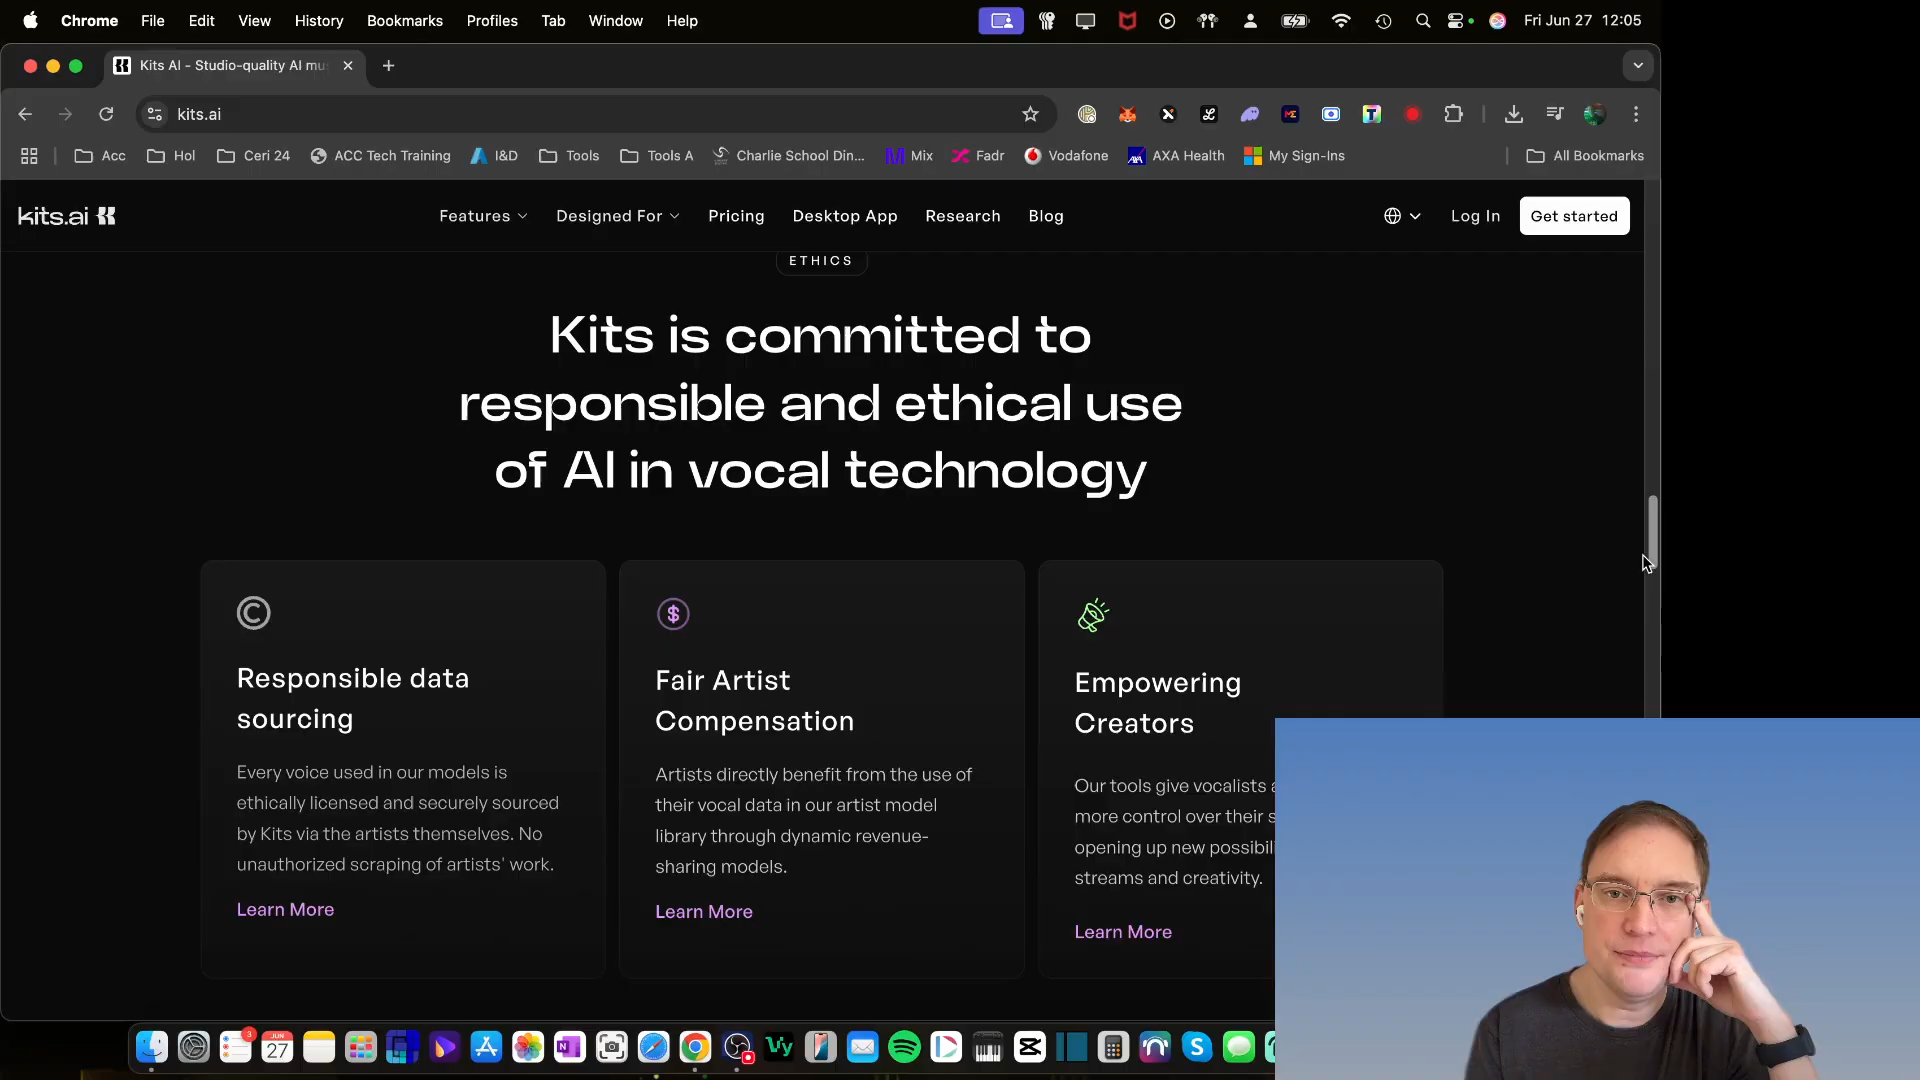 Chrome File Edit View History Bookmarks Profiles Tab Window Help Fri Jun 27 12:05
Kits AI - Studio-quality AI mu
kits.ai
Acc Hol Ceri 24 ACC Tech Training I&D Tools Tools A Charlie School Din... Mix Fadr Vodafone AXA Health My Sign-Ins All Bookmarks
kits.ai Features Designed For Pricing Desktop App Research Blog Log In Get started
ETHICS
Kits is committed to
responsible and ethical use
of AI in vocal technology
Responsible data
sourcing
Every voice used in our models is
ethically licensed and securely sourced
by Kits via the artists themselves. No
unauthorized scraping of artists' work.
Learn More
Fair Artist
Compensation
Artists directly benefit from the use of
their vocal data in our artist model
library through dynamic revenue-
sharing models.
Learn More
Empowering
Creators
Our tools give vocalists
more control over their
opening up new
streams and creativity.
Learn More
3
JUN
27